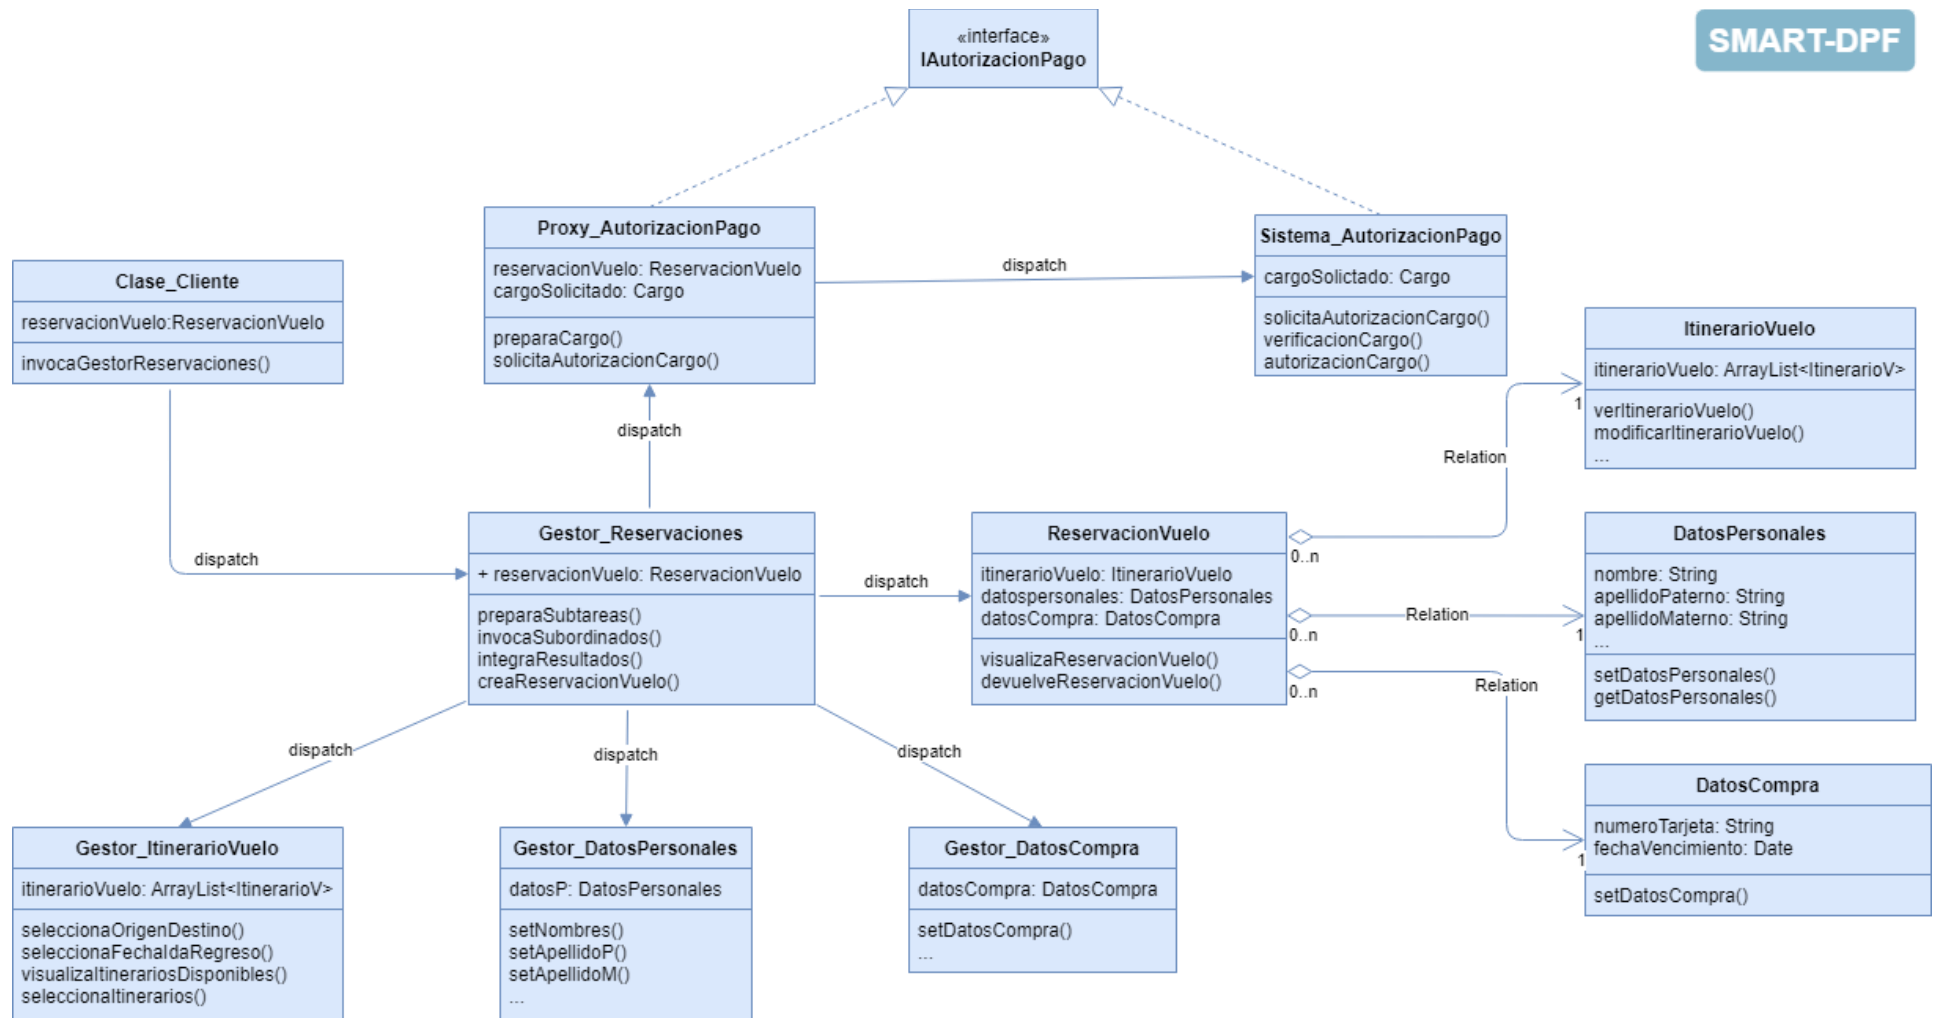 «interface»
IAutorizacionPago
SMART-DPF
Proxy_AutorizacionPago
reservacionVuelo: ReservacionVuelo
cargoSolicitado: Cargo
preparaCargo()
solicitaAutorizacionCargo()
dispatch
Sistema_AutorizacionPago
cargoSolictado: Cargo
solicitaAutorizacionCargo()
verificacionCargo()
autorizacionCargo()
Clase_Cliente
reservacionVuelo:ReservacionVuelo
invocaGestorReservaciones()
ItinerarioVuelo
itinerarioVuelo: ArrayList<ItinerarioV>
verItinerarioVuelo()
modificarItinerarioVuelo()
...
1
dispatch
Relation
dispatch
Gestor_Reservaciones
+ reservacionVuelo: ReservacionVuelo
preparaSubtareas()
invocaSubordinados()
integraResultados()
creaReservacionVuelo()
dispatch
ReservacionVuelo
itinerarioVuelo: ItinerarioVuelo
datospersonales: DatosPersonales
datosCompra: DatosCompra
visualizaReservacionVuelo()
devuelveReservacionVuelo()
0..n
0..n
0..n
Relation
1
DatosPersonales
nombre: String
apellidoPaterno: String
apellidoMaterno: String
...
setDatosPersonales()
getDatosPersonales()
Relation
1
DatosCompra
numeroTarjeta: String
fechaVencimiento: Date
setDatosCompra()
dispatch
dispatch
dispatch
Gestor_ItinerarioVuelo
itinerarioVuelo: ArrayList<ItinerarioV>
seleccionaOrigenDestino()
seleccionaFechaIdaRegreso()
visualizaItinerariosDisponibles()
seleccionaItinerarios()
Gestor_DatosPersonales
datosP: DatosPersonales
setNombres()
setApellidoP()
setApellidoM()
...
Gestor_DatosCompra
datosCompra: DatosCompra
setDatosCompra()
...